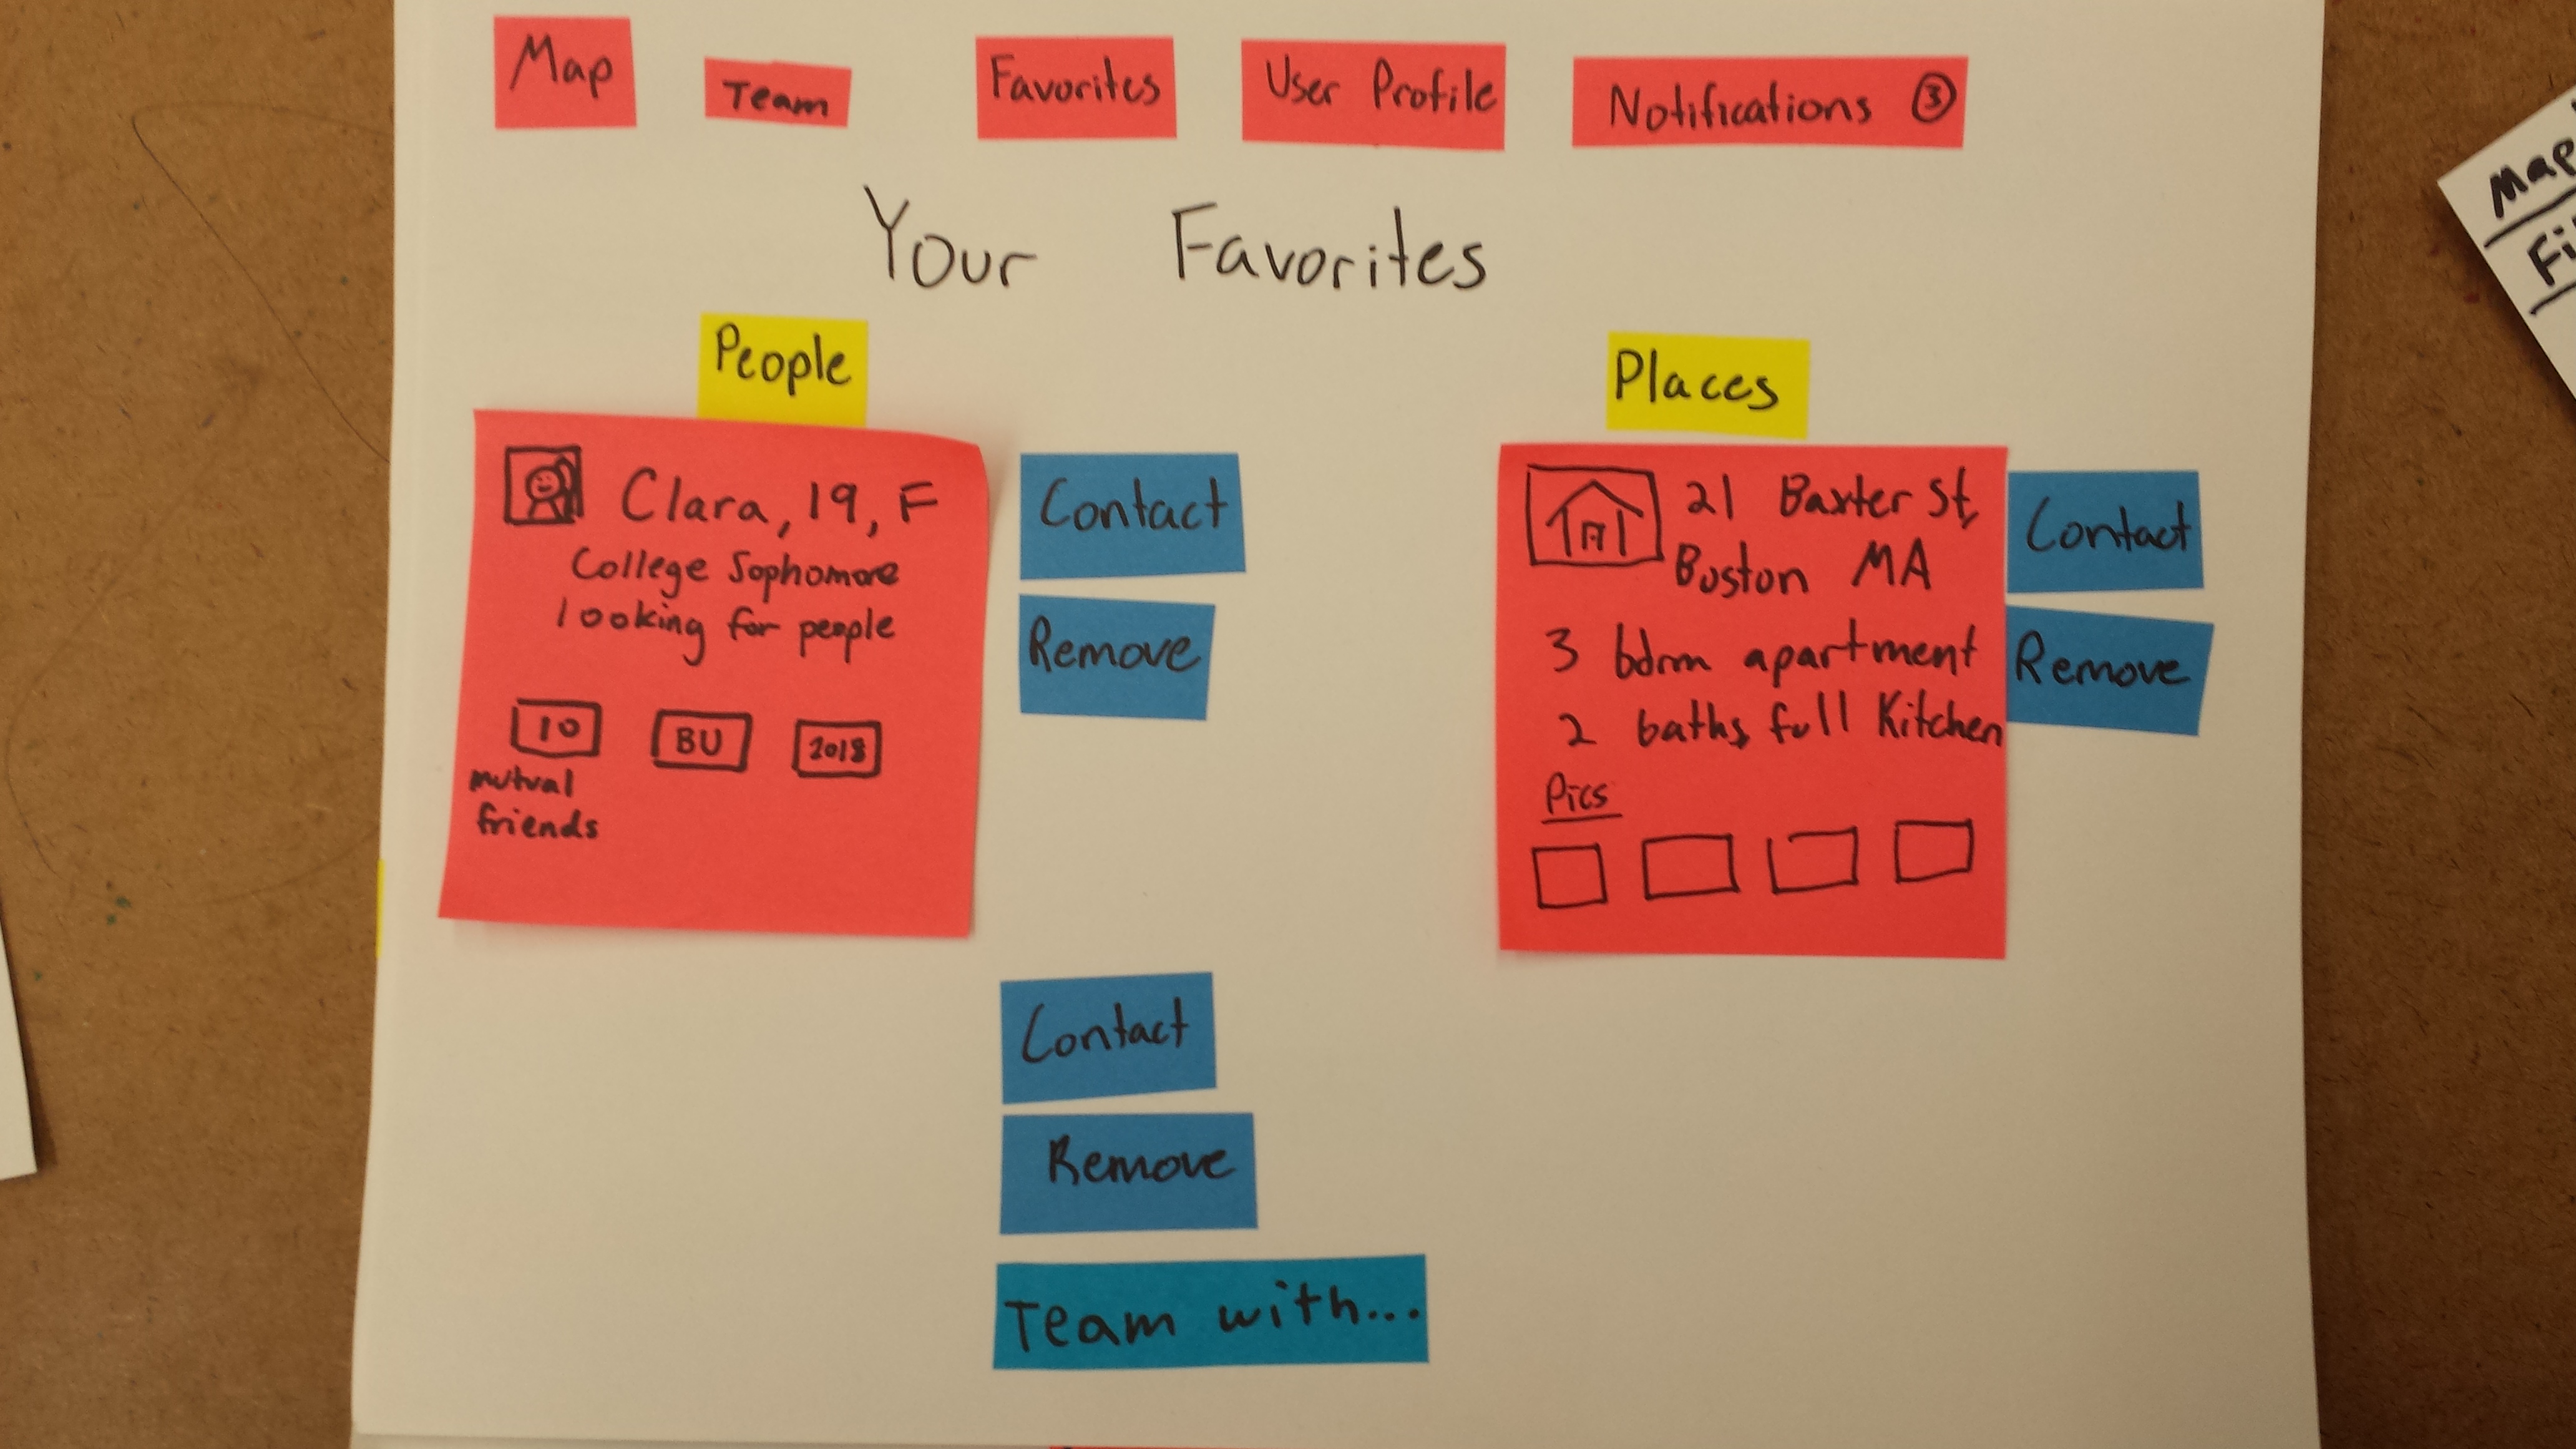 Map
Team
Favorites
User Profile
Notifications 3
Your Favorites
People
Clara, 19, F
College Sophomore
looking for people
10
BU
2018
mutual
friends
Contact
Remove
Places
21 Baxter St,
Boston MA
3 bdrm apartment
2 baths, full Kitchen
Pics
Contact
Remove
Contact
Remove
Team with...
Map